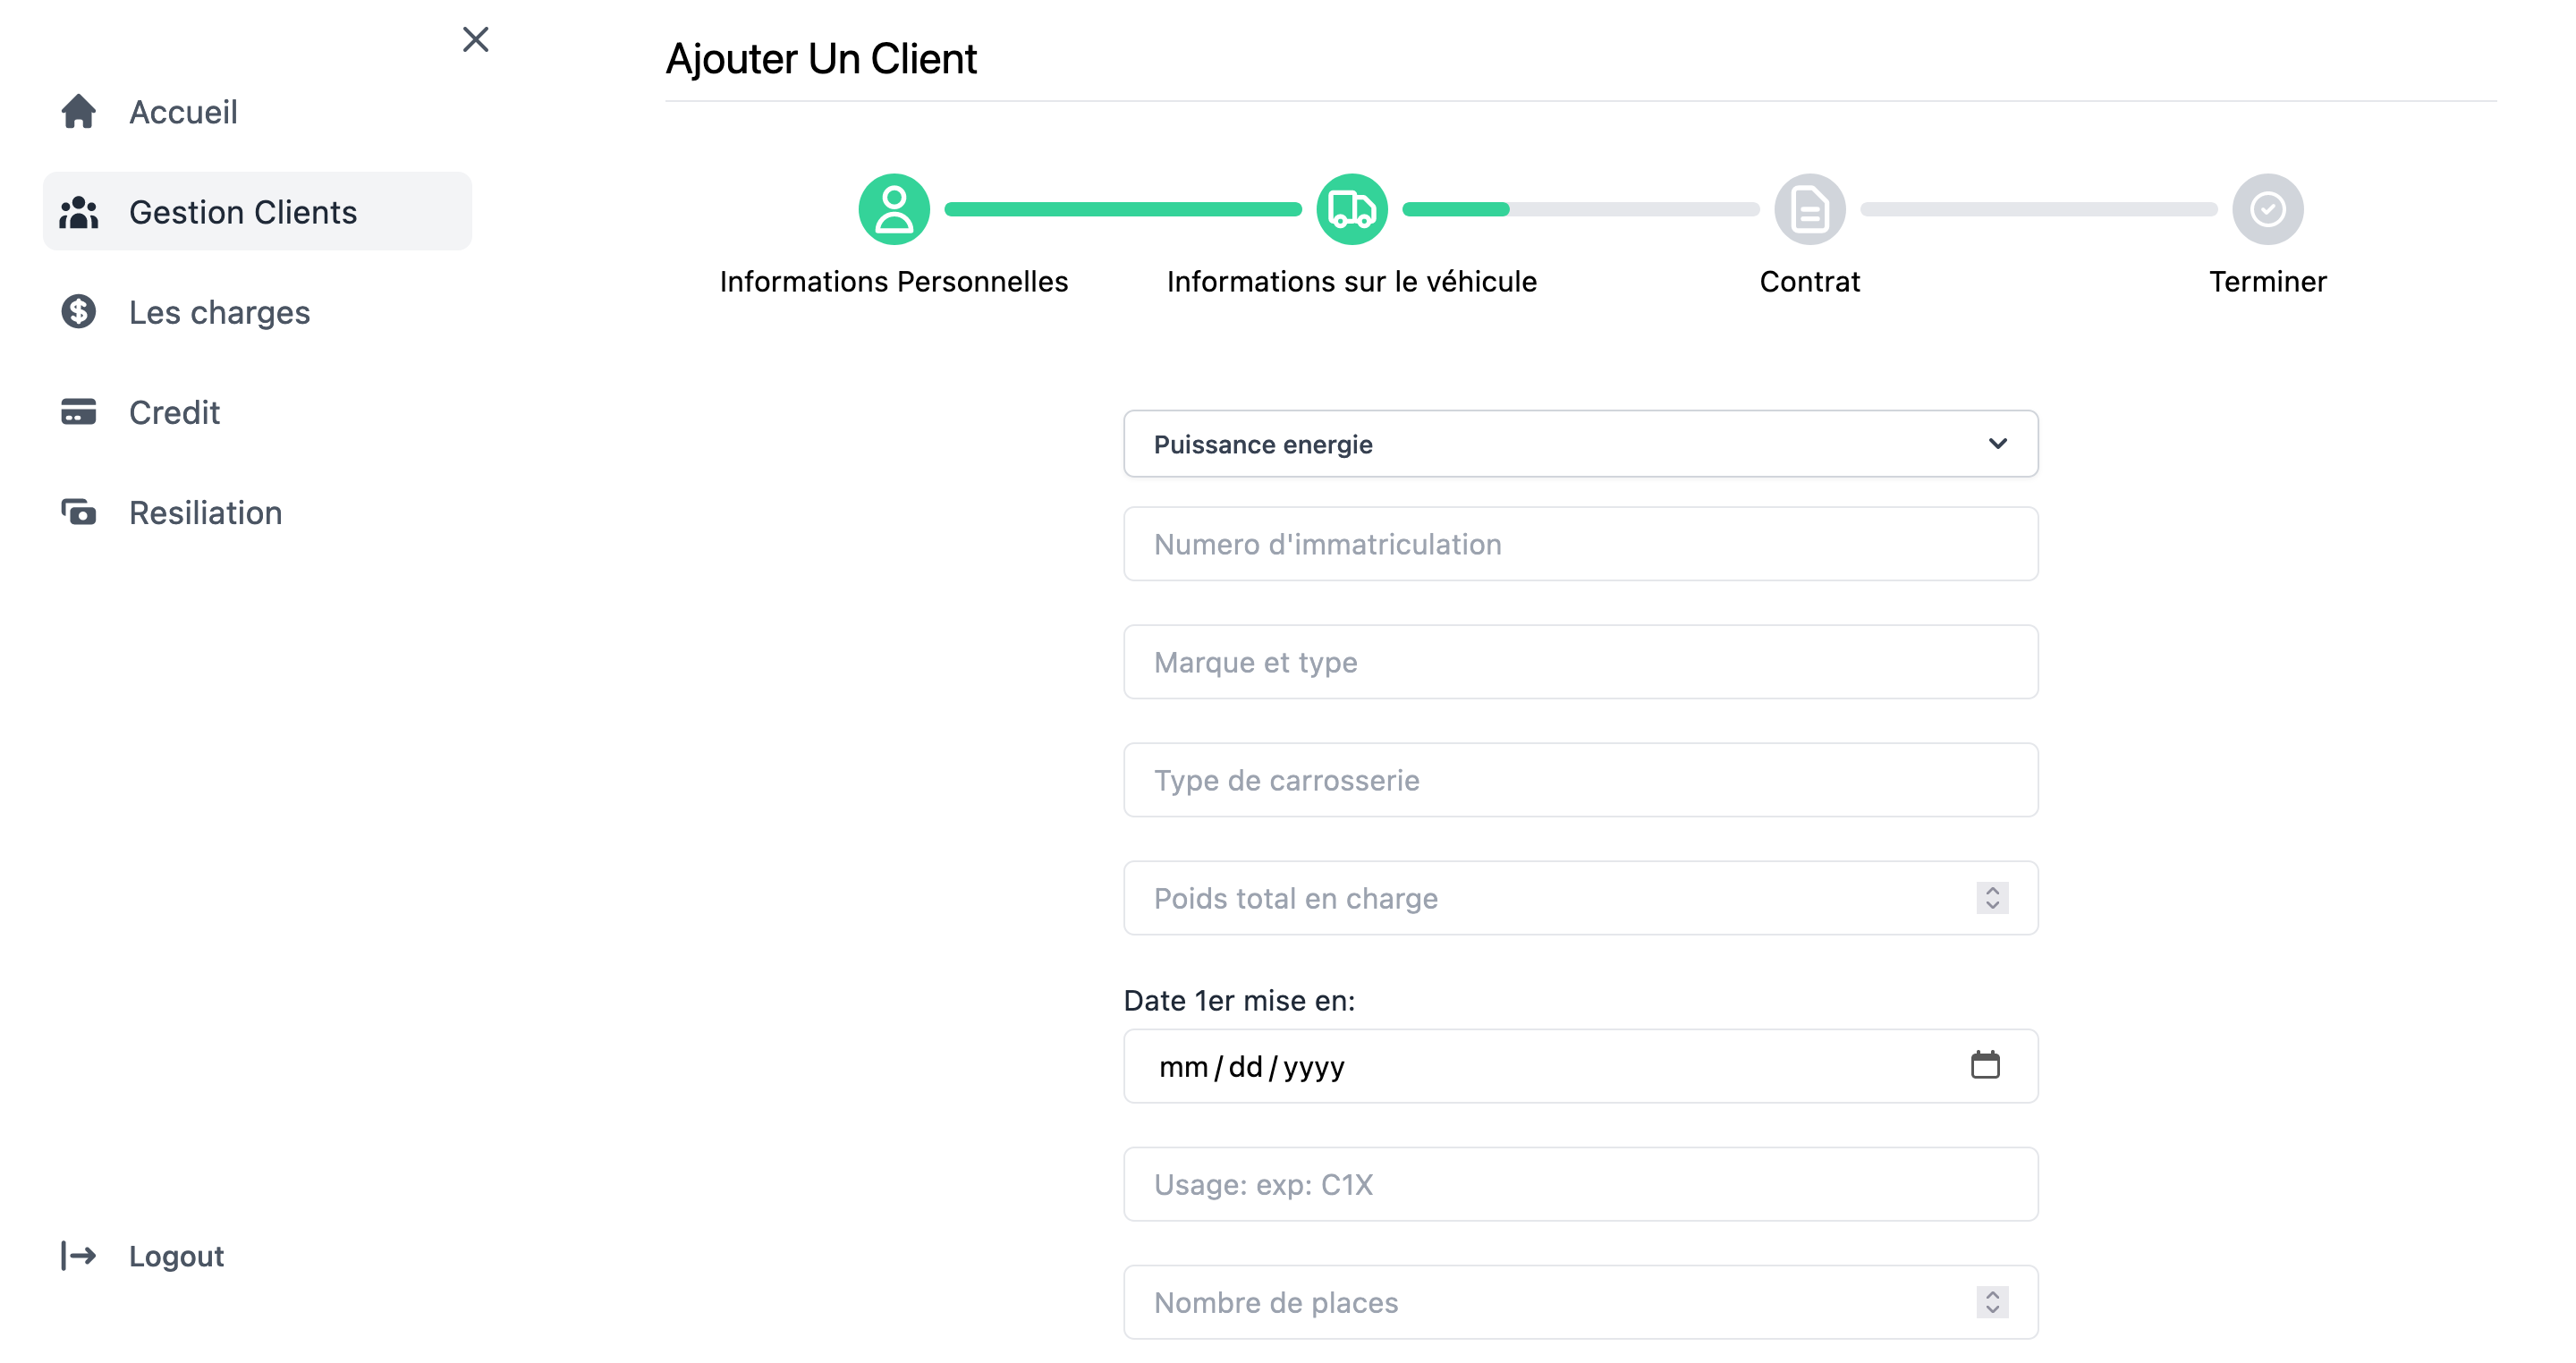 Accueil
Gestion Clients
Les charges
Credit
Resiliation
Logout
Ajouter Un Client
Informations Personnelles
Informations sur le véhicule
Contrat
Terminer
Puissance energie
Numero d'immatriculation
Marque et type
Type de carrosserie
Poids total en charge
Date 1er mise en:
mm/dd/yyyy
Usage: exp: C1X
Nombre de places